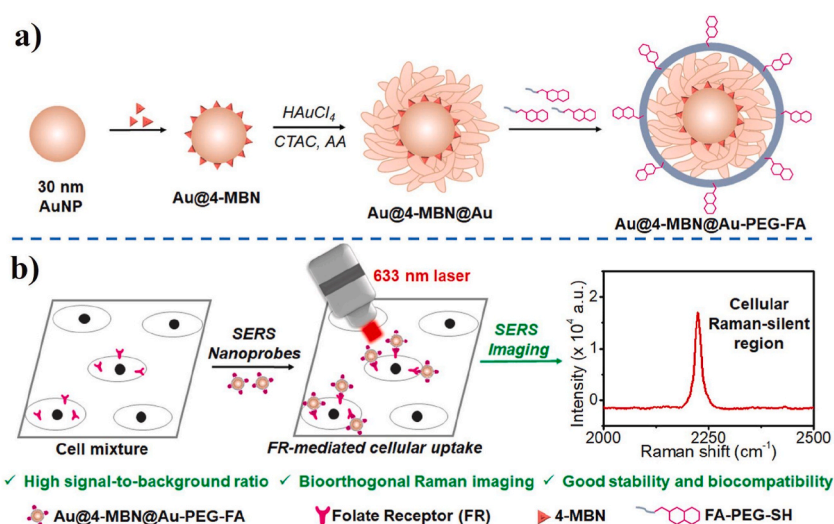 a)
30 nm
AuNP
Au@4-MBN
HAuCl4
CTAC, AA
Au@4-MBN@Au
Au@4-MBN@Au-PEG-FA
b)
633 nm laser
SERS
Nanoprobes
SERS
Imaging
Cell mixture
FR-mediated cellular uptake
Intensity (x 10^4 a.u.)
2
1
0
Cellular
Raman-silent
region
2000 2250 2500
Raman shift (cm⁻¹)
✓ High signal-to-background ratio ✓ Bioorthogonal Raman imaging ✓ Good stability and biocompatibility
Au@4-MBN@Au-PEG-FA Folate Receptor (FR) 4-MBN FA-PEG-SH